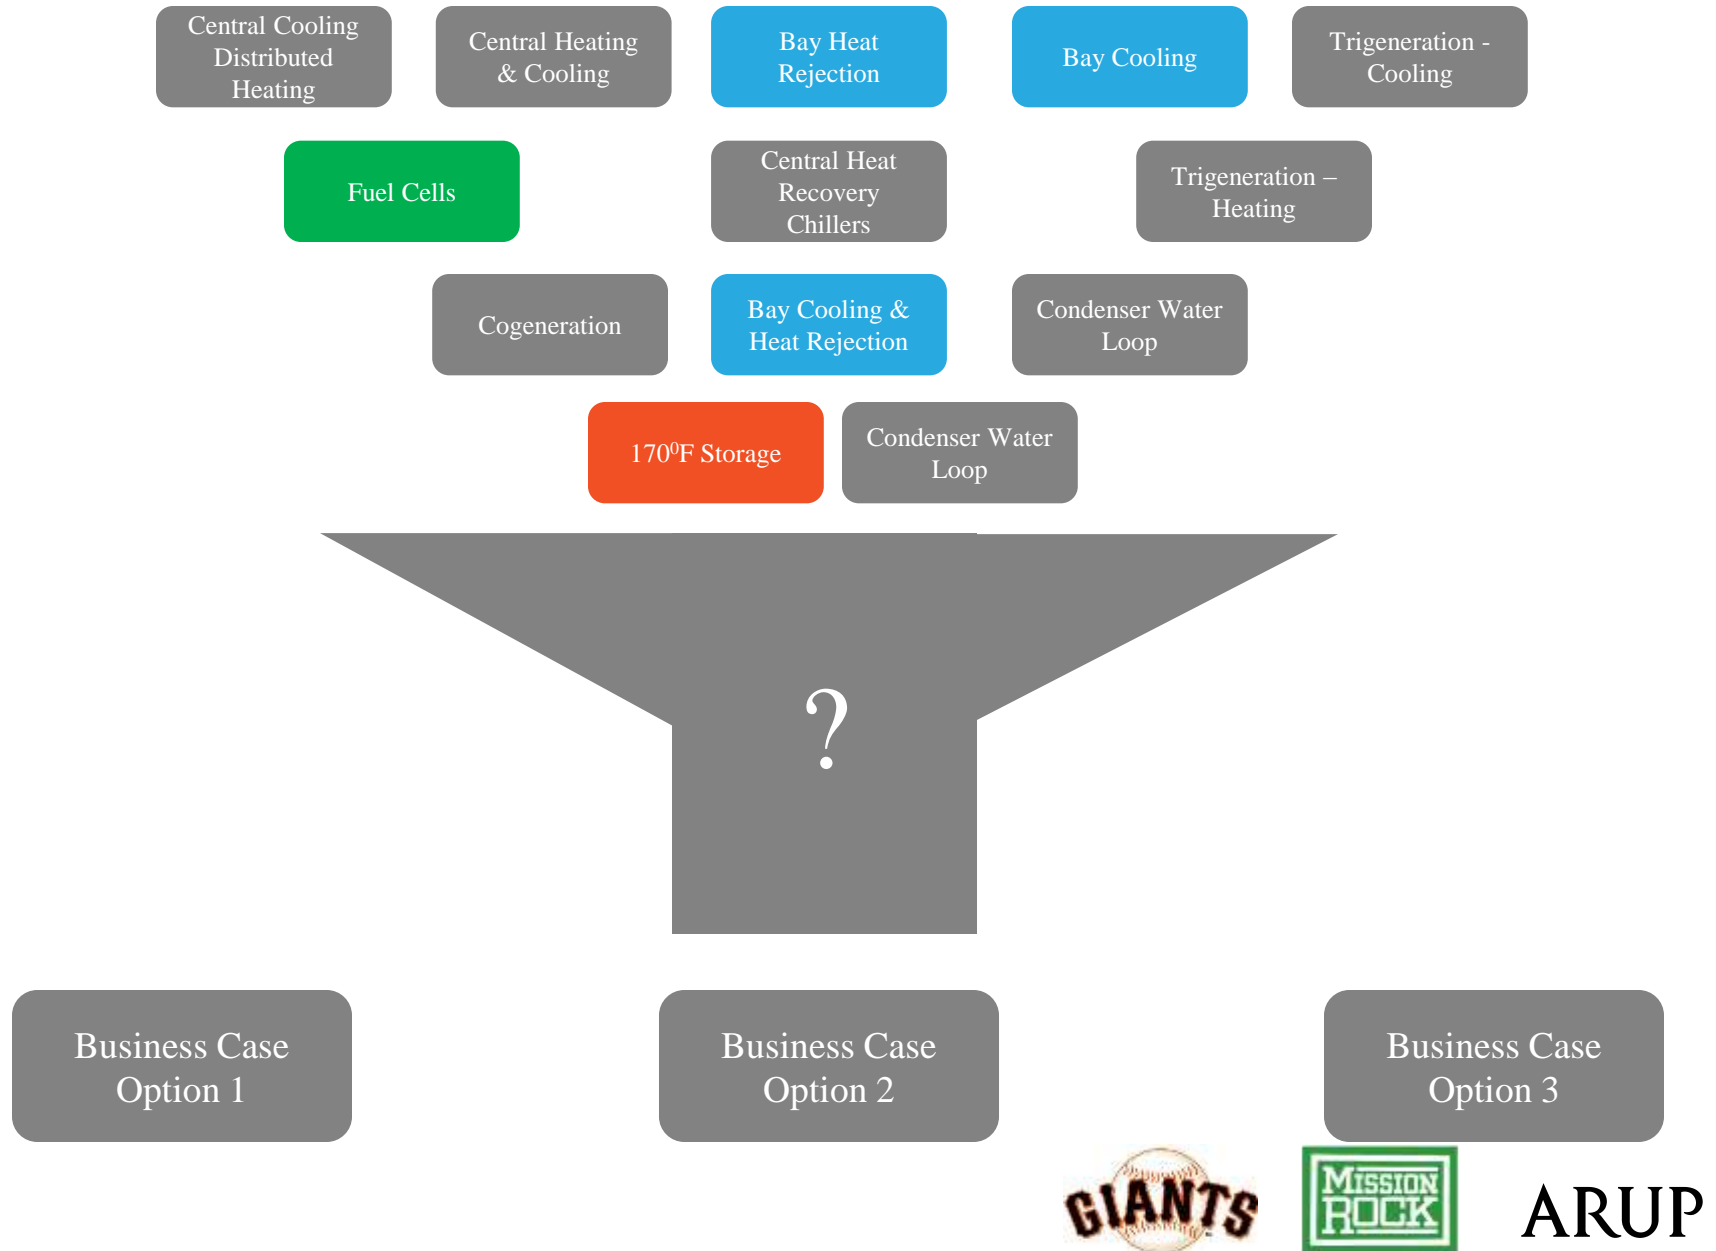 Central Cooling
Distributed
Heating
Central Heating
& Cooling
Bay Heat
Rejection
Bay Cooling
Trigeneration -
Cooling
Fuel Cells
Central Heat
Recovery
Chillers
Trigeneration –
Heating
Cogeneration
Bay Cooling &
Heat Rejection
Condenser Water
Loop
170⁰F Storage
Condenser Water
Loop
?
Business Case
Option 1
Business Case
Option 2
Business Case
Option 3
GIANTS
MISSION
ROCK
ARUP